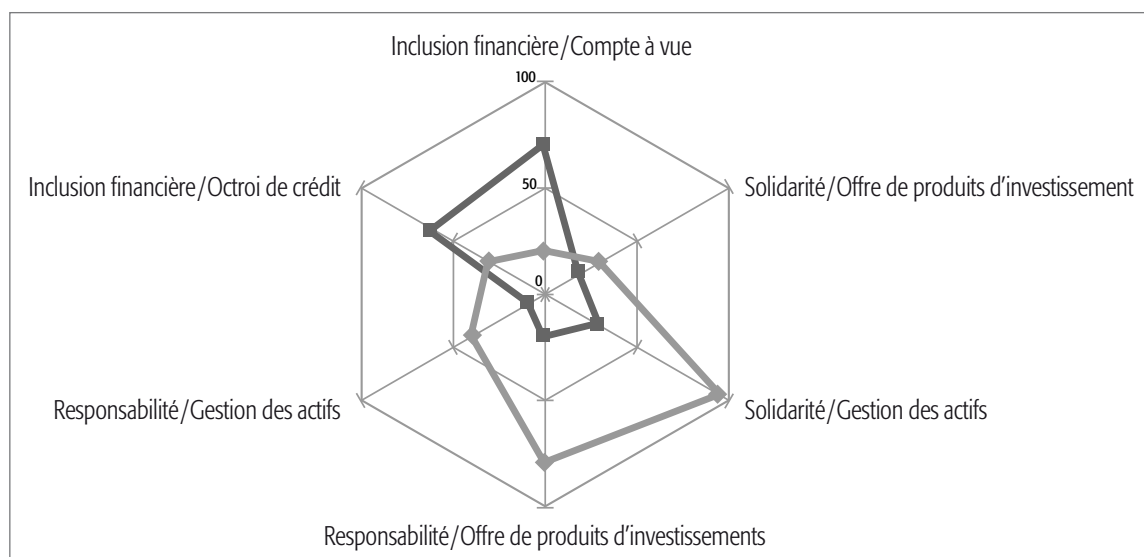 Inclusion financière/Compte à vue
100
Inclusion financière/Octroi de crédit
50
Solidarité/Offre de produits d'investissement
0
Responsabilité/Gestion des actifs
Solidarité/Gestion des actifs
Responsabilité/Offre de produits d'investissements